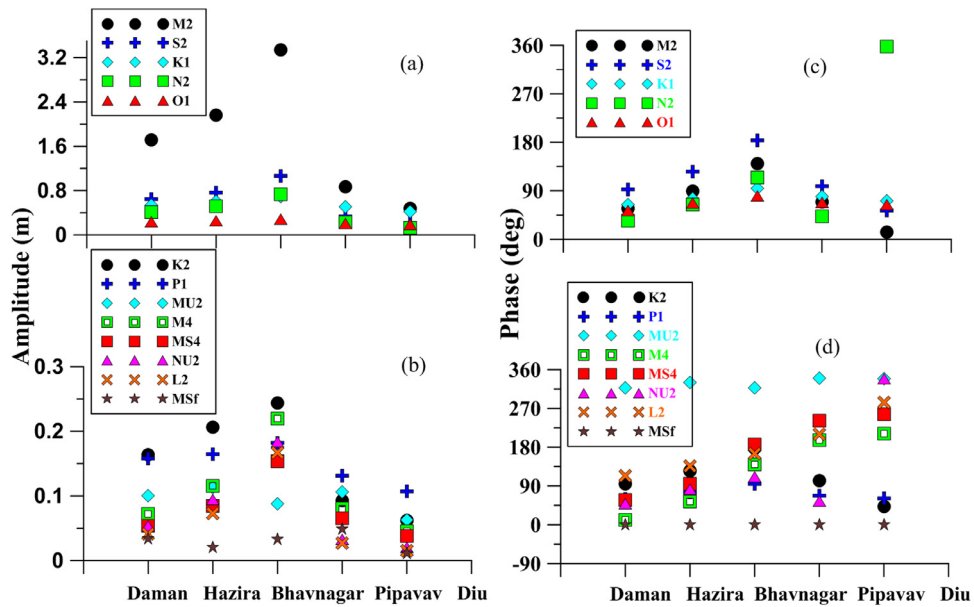 M2
S2
K1
N2
O1
(a)
3.2
2.4
1.6
0.8
0
Amplitude (m)
K2
P1
MU2
M4
MS4
NU2
L2
MSf
(b)
0.3
0.2
0.1
0
Daman Hazira Bhavnagar Pipavav Diu
M2
S2
K1
N2
O1
(c)
360
270
180
90
0
Phase (deg)
K2
P1
MU2
M4
MS4
NU2
L2
MSf
(d)
360
270
180
90
0
-90
Daman Hazira Bhavnagar Pipavav Diu